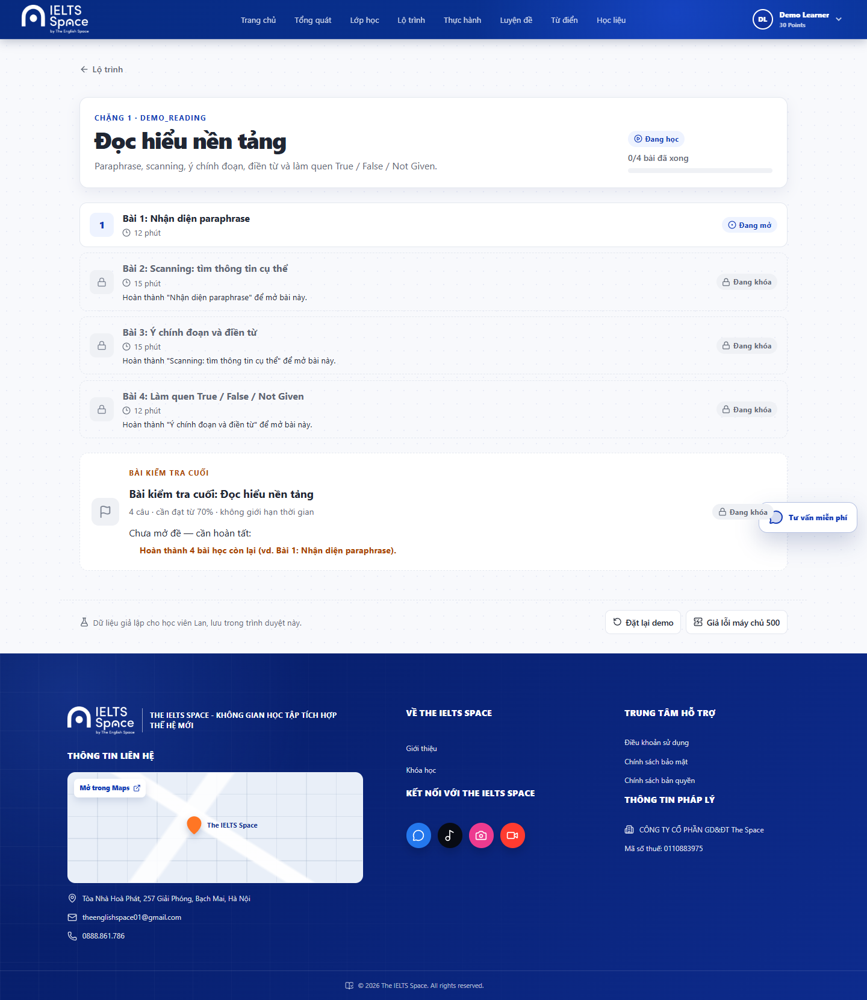 IELTS
Space
by The English Space
Trang chủ
Tổng quát
Lớp học
Lộ trình
Thực hành
Luyện đề
Từ điển
Học liệu
DL
Demo Learner
30 Points
Lộ trình
CHẶNG 1 · DEMO_READING
Đọc hiểu nền tảng
Paraphrase, scanning, ý chính đoạn, điền từ và làm quen True / False / Not Given.
Đang học
0/4 bài đã xong
1
Bài 1: Nhận diện paraphrase
12 phút
Đang mở
Bài 2: Scanning: tìm thông tin cụ thể
15 phút
Hoàn thành "Nhận diện paraphrase" để mở bài này.
Đang khóa
Bài 3: Ý chính đoạn và điền từ
15 phút
Hoàn thành "Scanning: tìm thông tin cụ thể" để mở bài này.
Đang khóa
Bài 4: Làm quen True / False / Not Given
12 phút
Hoàn thành "Ý chính đoạn và điền từ" để mở bài này.
Đang khóa
BÀI KIỂM TRA CUỐI
Bài kiểm tra cuối: Đọc hiểu nền tảng
4 câu · cần đạt từ 70% · không giới hạn thời gian
Chưa mở đề — cần hoàn tất:
Hoàn thành 4 bài học còn lại (vd. Bài 1: Nhận diện paraphrase).
Đang khóa
Tư vấn miễn phí
Dữ liệu giả lập cho học viên Lan, lưu trong trình duyệt này.
Đặt lại demo
Giả lỗi máy chủ 500
IELTS
Space
by The English Space
THE IELTS SPACE - KHÔNG GIAN HỌC TẬP TÍCH HỢP
THẾ HỆ MỚI
THÔNG TIN LIÊN HỆ
Mở trong Maps
The IELTS Space
Tòa Nhà Hoà Phát, 257 Giải Phóng, Bạch Mai, Hà Nội
theenglishspace01@gmail.com
0888.861.786
VỀ THE IELTS SPACE
Giới thiệu
Khóa học
KẾT NỐI VỚI THE IELTS SPACE
TRUNG TÂM HỖ TRỢ
Điều khoản sử dụng
Chính sách bảo mật
Chính sách bản quyền
THÔNG TIN PHÁP LÝ
CÔNG TY CỔ PHẦN GD&ĐT The Space
Mã số thuế: 0110883975
© 2026 The IELTS Space. All rights reserved.